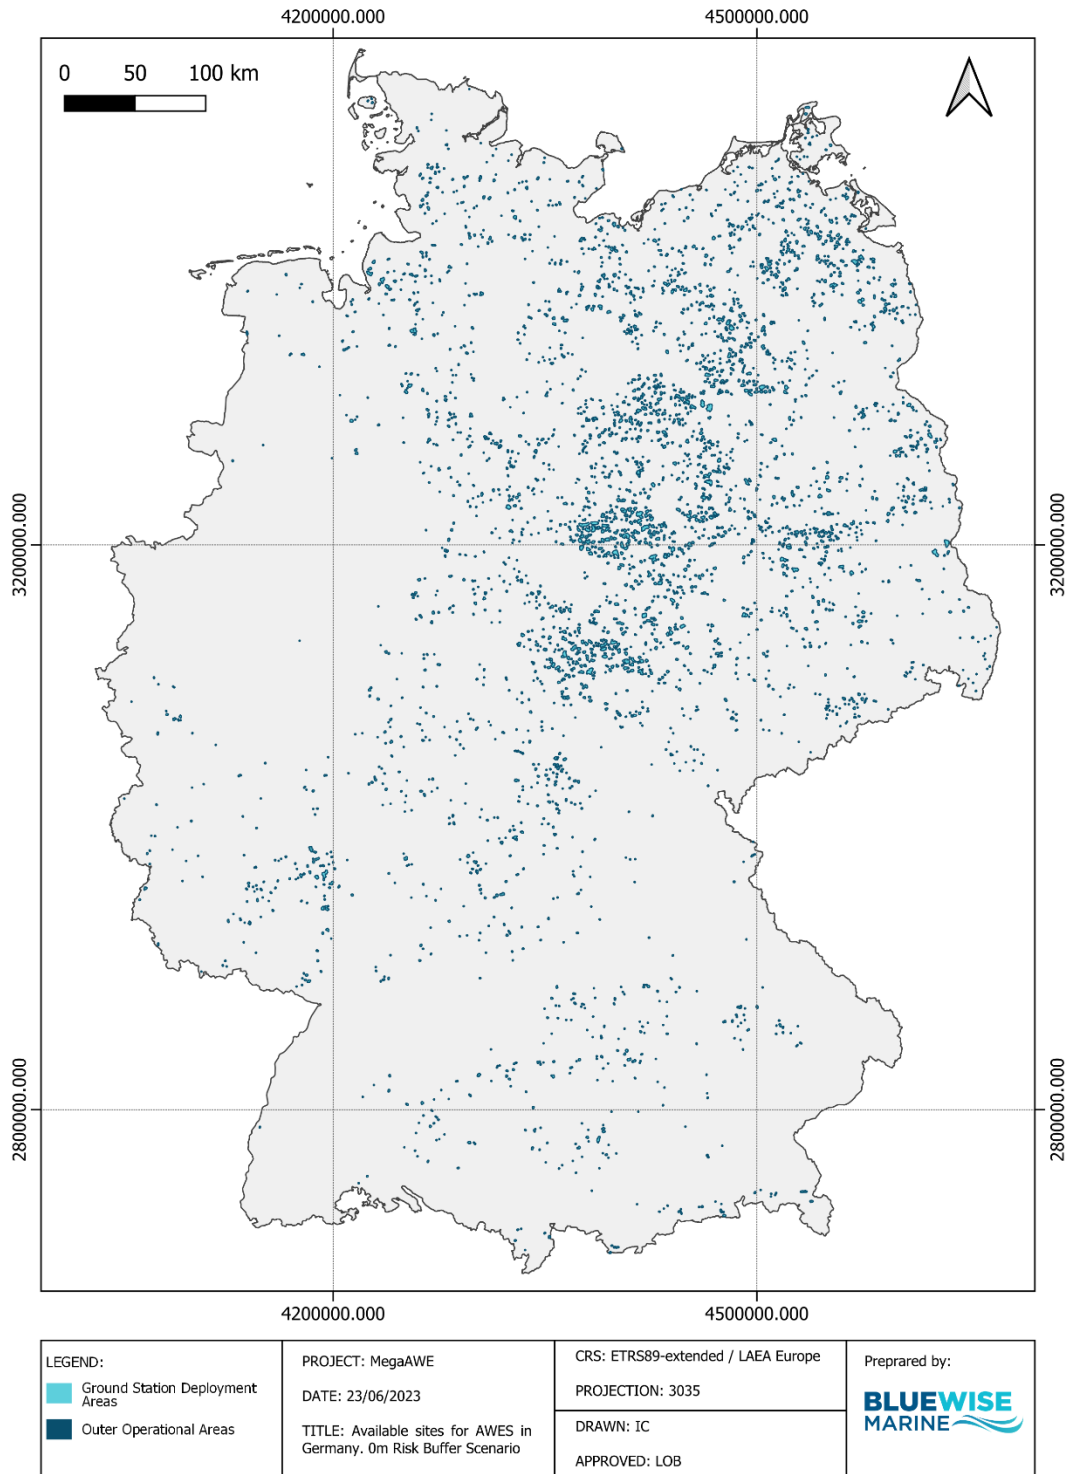 4200000.000 4500000.000
0 50 100 km
3200000.000 3200000.000
2800000.000 2800000.000
4200000.000 4500000.000
LEGEND:
Ground Station Deployment
Areas
Outer Operational Areas
PROJECT: MegaAWE
DATE: 23/06/2023
TITLE: Available sites for AWES in
Germany. 0m Risk Buffer Scenario
CRS: ETRS89-extended / LAEA Europe
PROJECTION: 3035
DRAWN: IC
APPROVED: LOB
Preprared by:
BLUEWISE
MARINE